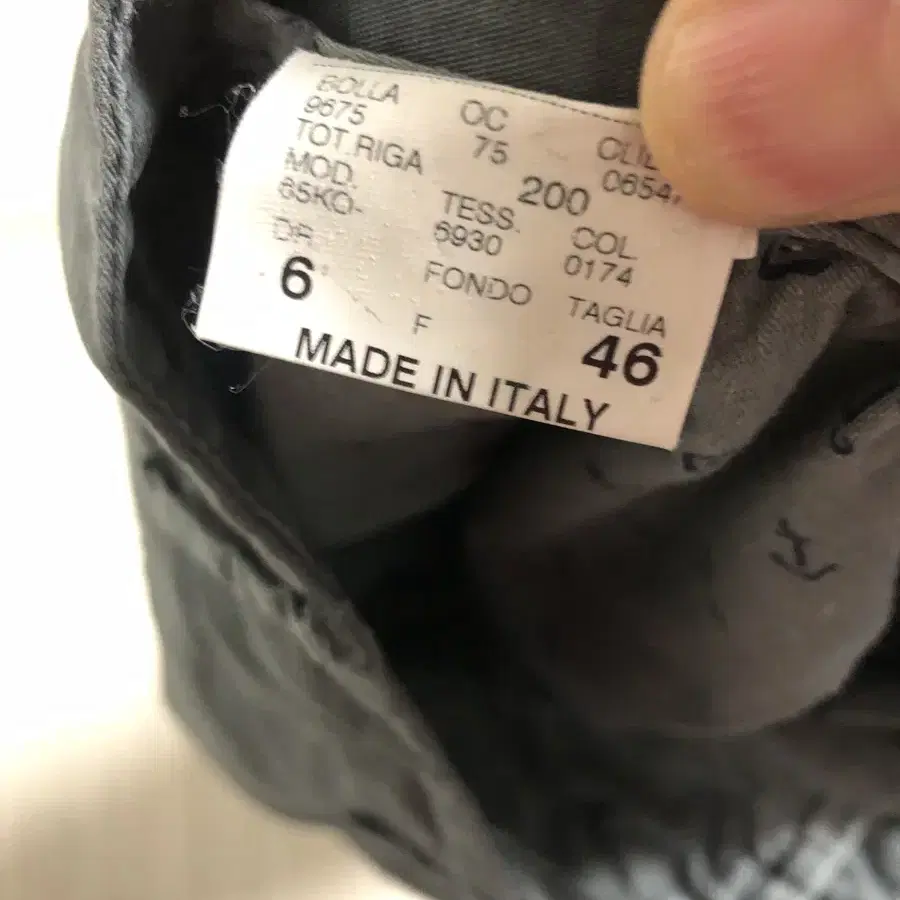 BOLLA OC
9675 75
TOT.RIGA 200
MOD. TESS. COL
65KO- 6930 0174
DR FONDO TAGLIA
6 F 46
MADE IN ITALY